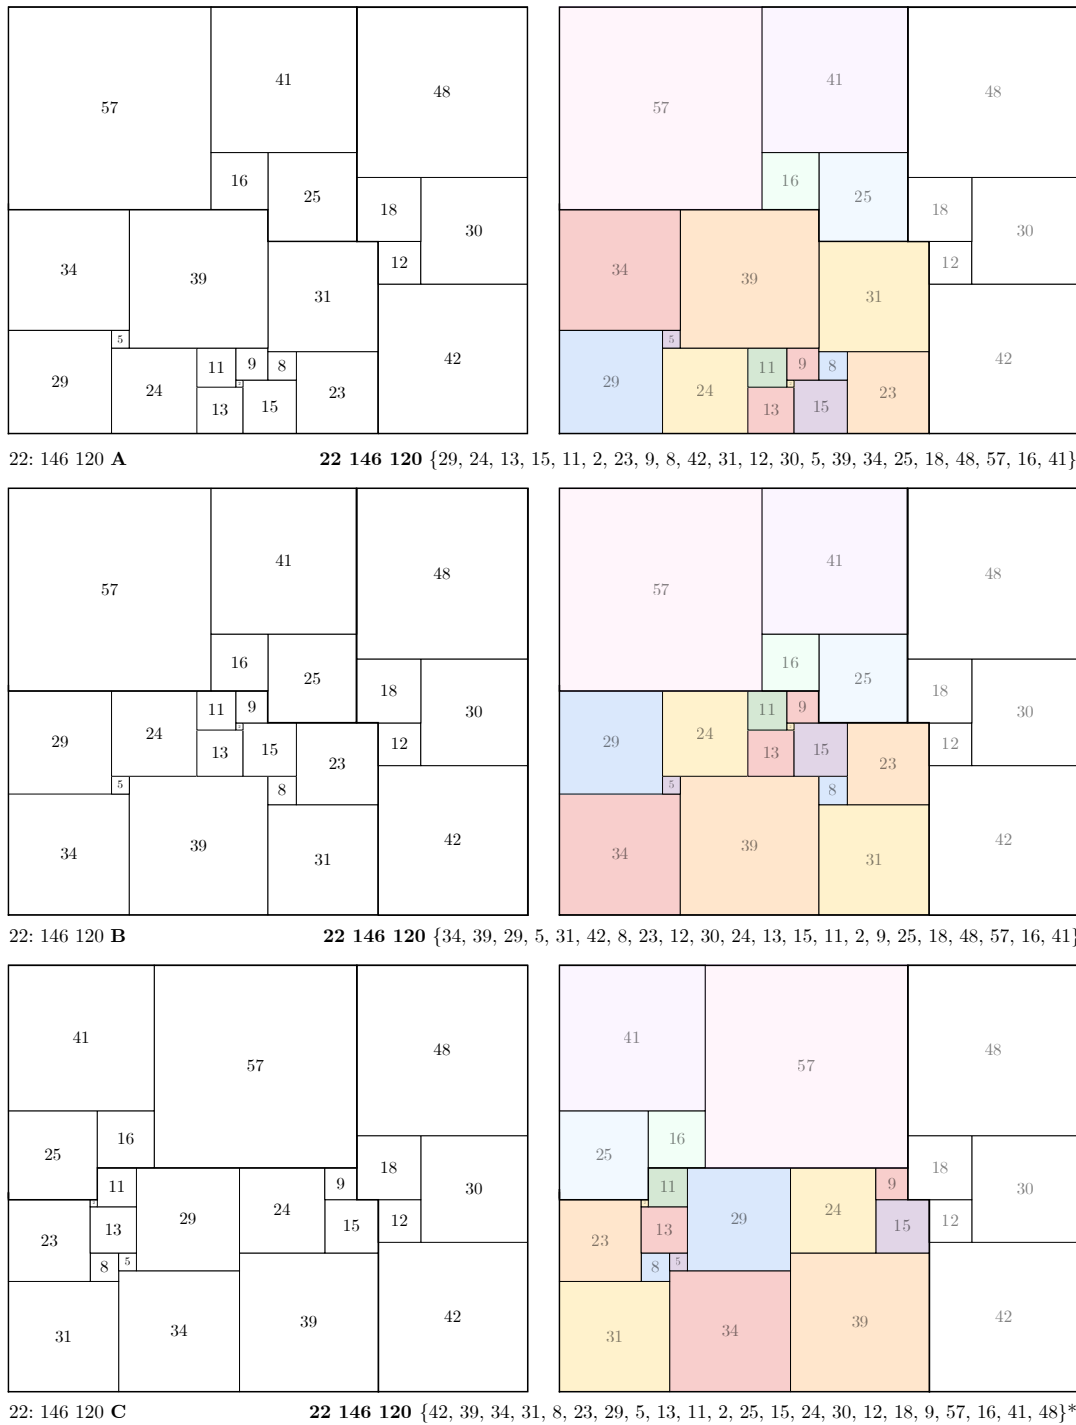 57 41 48 57 41 48
16 25 18 30 16 25 18 30
34 39 31 12 34 39 31 12
5 42 5 42
29 24 11 9 8 29 24 11 9 8
13 15 23 13 15 23
22: 146 120 A 22 146 120 {29, 24, 13, 15, 11, 2, 23, 9, 8, 42, 31, 12, 30, 5, 39, 34, 25, 18, 48, 57, 16, 41}
57 41 48 57 41 48
16 25 18 30 16 25 18 30
29 24 11 9 12 29 24 11 9 12
13 15 23 13 15 23
5 8 5 8
34 39 31 42 34 39 31 42
22: 146 120 B 22 146 120 {34, 39, 29, 5, 31, 42, 8, 23, 12, 30, 24, 13, 15, 11, 2, 9, 25, 18, 48, 57, 16, 41}
41 57 48 41 57 48
25 16 18 30 25 16 18 30
11 29 24 9 11 29 24 9
23 13 15 12 23 13 15 12
8 5 8 5
31 34 39 42 31 34 39 42
22: 146 120 C 22 146 120 {42, 39, 34, 31, 8, 23, 29, 5, 13, 11, 2, 25, 15, 24, 30, 12, 18, 9, 57, 16, 41, 48}*